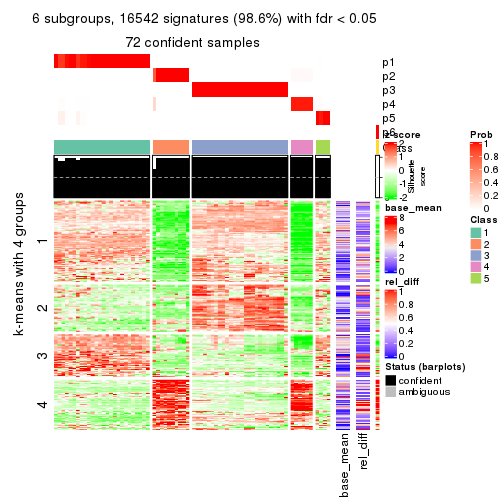 6 subgroups, 16542 signatures (98.6%) with fdr < 0.05
72 confident samples
p1
p2
p3
p4
p5
p6
Class
k-means with 4 groups
1
2
3
4
Silhouette
score
z-score
2
1
0
-1
-2
base_mean
8
6
4
2
0
rel_diff
1
0.8
0.6
0.4
0.2
0
Status (barplots)
confident
ambiguous
Prob
1
0.8
0.6
0.4
0.2
0
Class
1
2
3
4
5
base_mean
rel_diff